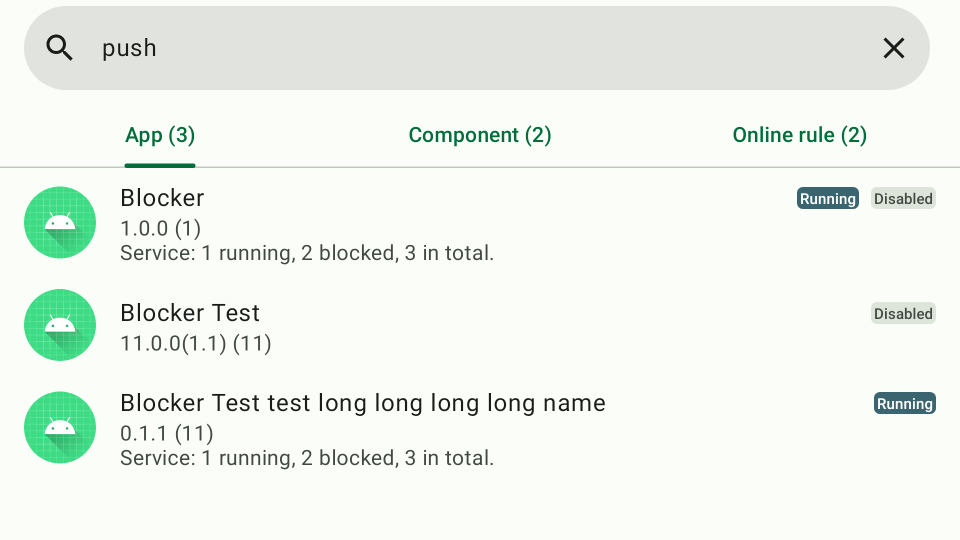 push
App (3)
Component (2)
Online rule (2)
Blocker
Running
Disabled
1.0.0 (1)
Service: 1 running, 2 blocked, 3 in total.
Blocker Test
Disabled
11.0.0(1.1) (11)
Blocker Test test long long long long name
Running
0.1.1 (11)
Service: 1 running, 2 blocked, 3 in total.